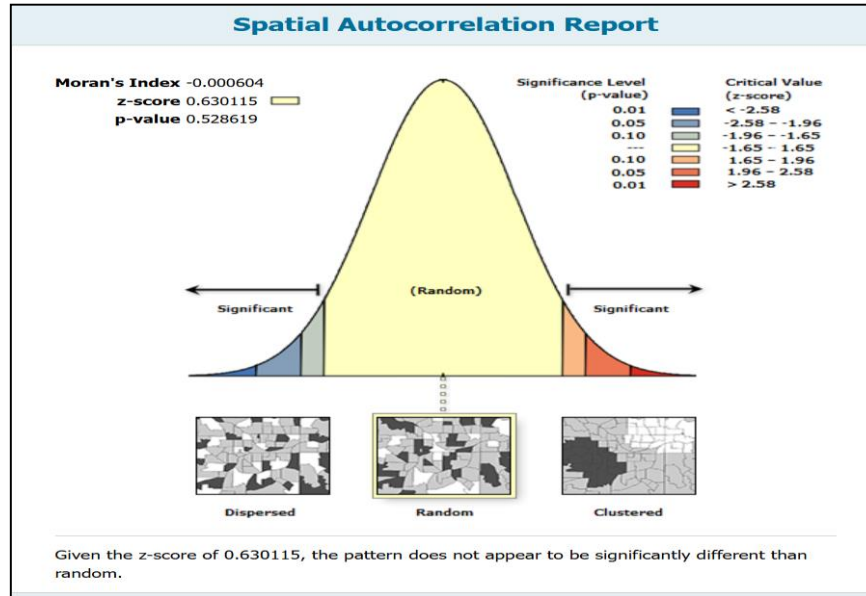 Spatial Autocorrelation Report
Moran's Index -0.000604
z-score 0.630115
p-value 0.528619
Significance Level Critical Value
(p-value) (z-score)
0.01 < -2.58
0.05 -2.58 – -1.96
0.10 -1.96 – -1.65
--- -1.65 - 1.65
0.10 1.65 – 1.96
0.05 1.96 – 2.58
0.01 > 2.58
(Random)
Significant Significant
Dispersed Random Clustered
Given the z-score of 0.630115, the pattern does not appear to be significantly different than
random.